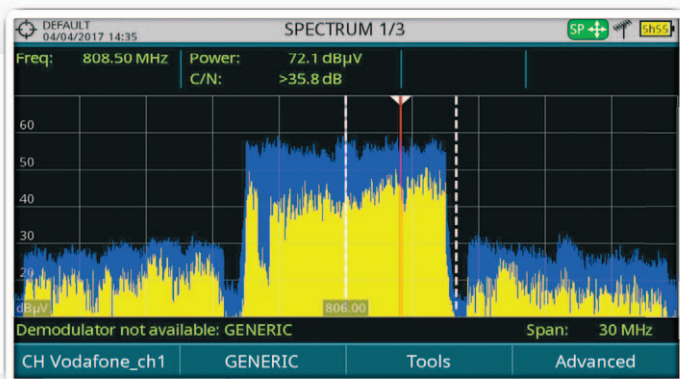 DEFAULT
04/04/2017 14:35
SPECTRUM 1/3
SP
5h55
Freq: 808.50 MHz Power: 72.1 dBµV
C/N: >35.8 dB
60
50
40
30
20
dBµV
806.00
Demodulator not available: GENERIC Span: 30 MHz
CH Vodafone_ch1 GENERIC Tools Advanced